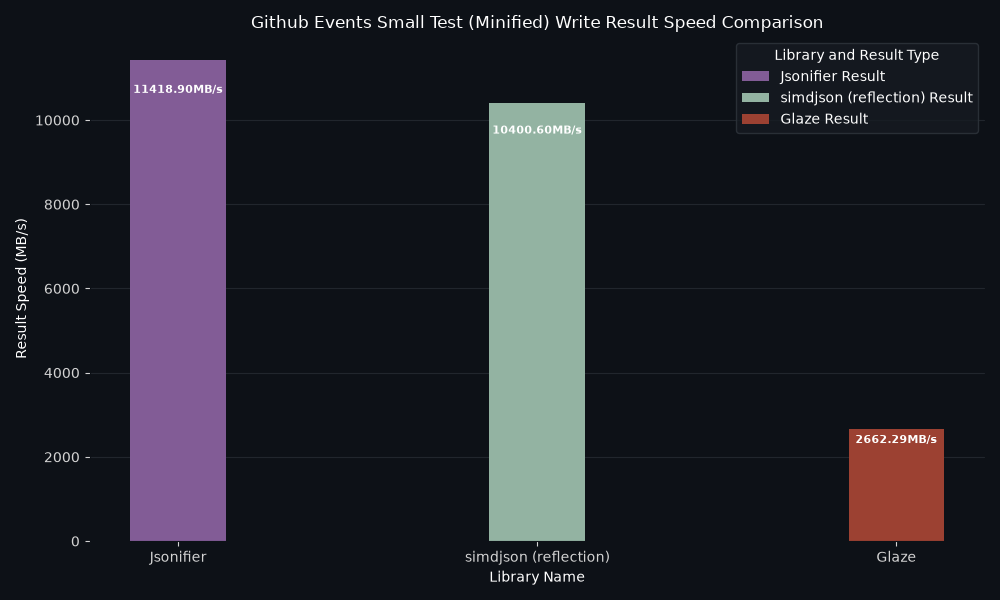 Github Events Small Test (Minified) Write Result Speed Comparison
Library and Result Type
Jsonifier Result
simdjson (reflection) Result
Glaze Result
11418.90MB/s
10400.60MB/s
2662.29MB/s
Result Speed (MB/s)
10000
8000
6000
4000
2000
0
Jsonifier
simdjson (reflection)
Glaze
Library Name